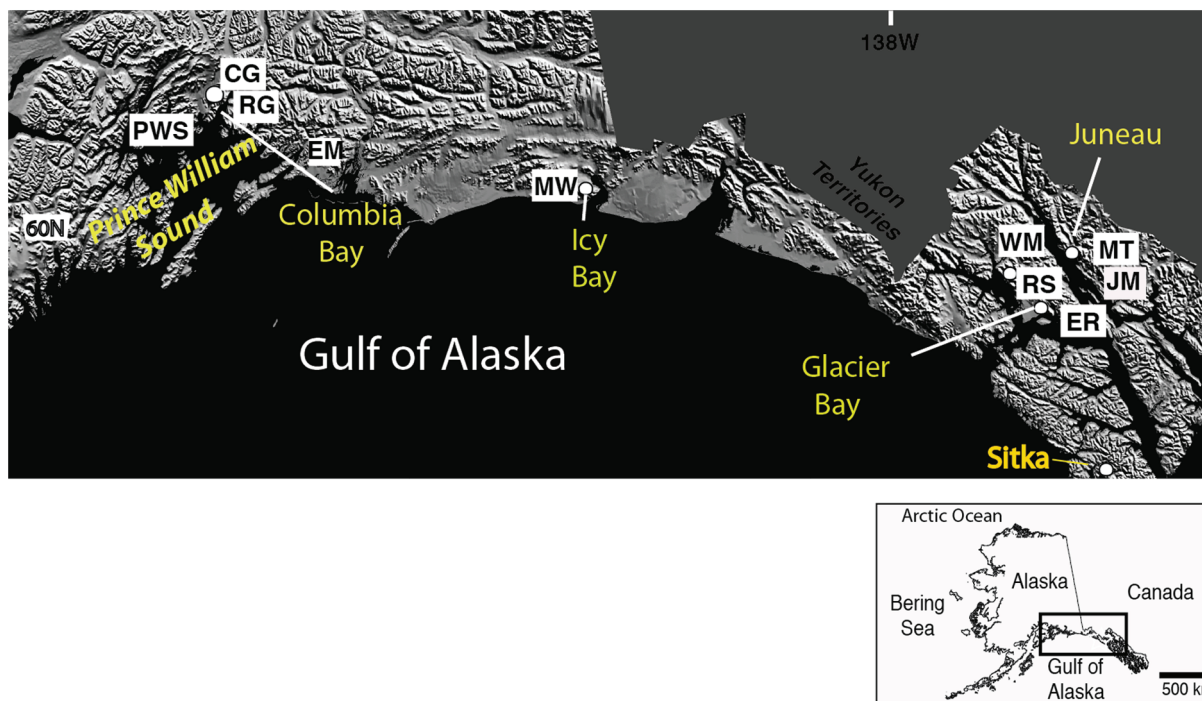 138W
CG
RG
PWS
EM
Prince William
Sound
60N
Columbia
Bay
MW
Icy
Bay
Yukon
Territories
Juneau
WM
MT
RS
JM
ER
Gulf of Alaska
Glacier
Bay
Sitka
Arctic Ocean
Alaska
Canada
Bering
Sea
Gulf of
Alaska
500 k